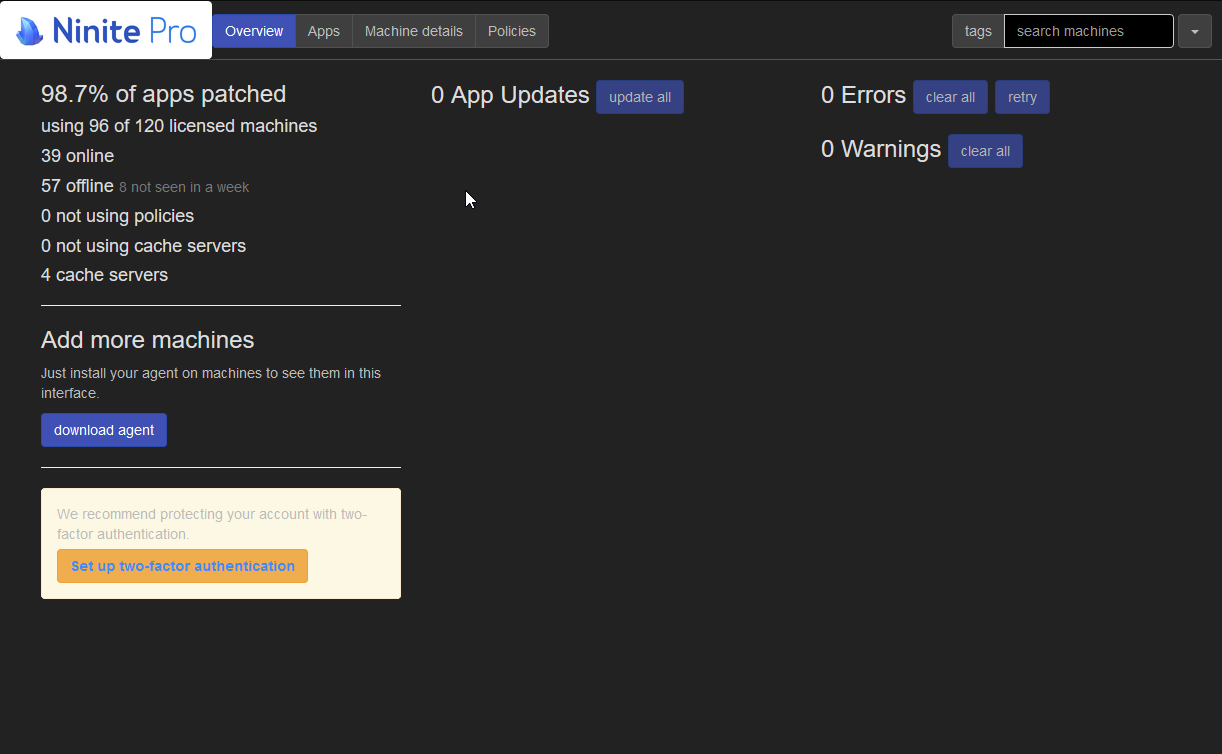 Ninite Pro
Overview Apps Machine details Policies
tags search machines
98.7% of apps patched
using 96 of 120 licensed machines
39 online
57 offline 8 not seen in a week
0 not using policies
0 not using cache servers
4 cache servers
Add more machines
Just install your agent on machines to see them in this
interface.
download agent
We recommend protecting your account with two-
factor authentication.
Set up two-factor authentication
0 App Updates update all
0 Errors clear all retry
0 Warnings clear all